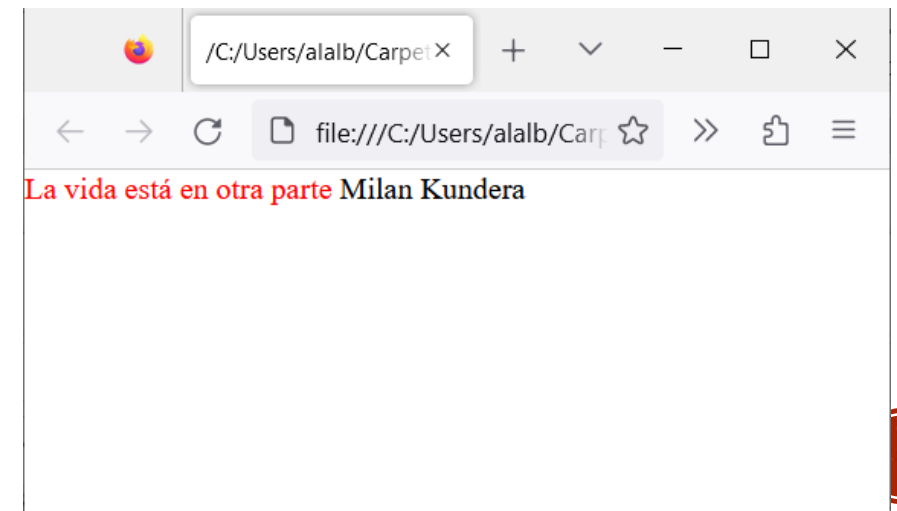 /C:/Users/alalb/Carpet
file:///C:/Users/alalb/Carp
La vida está en otra parte Milan Kundera